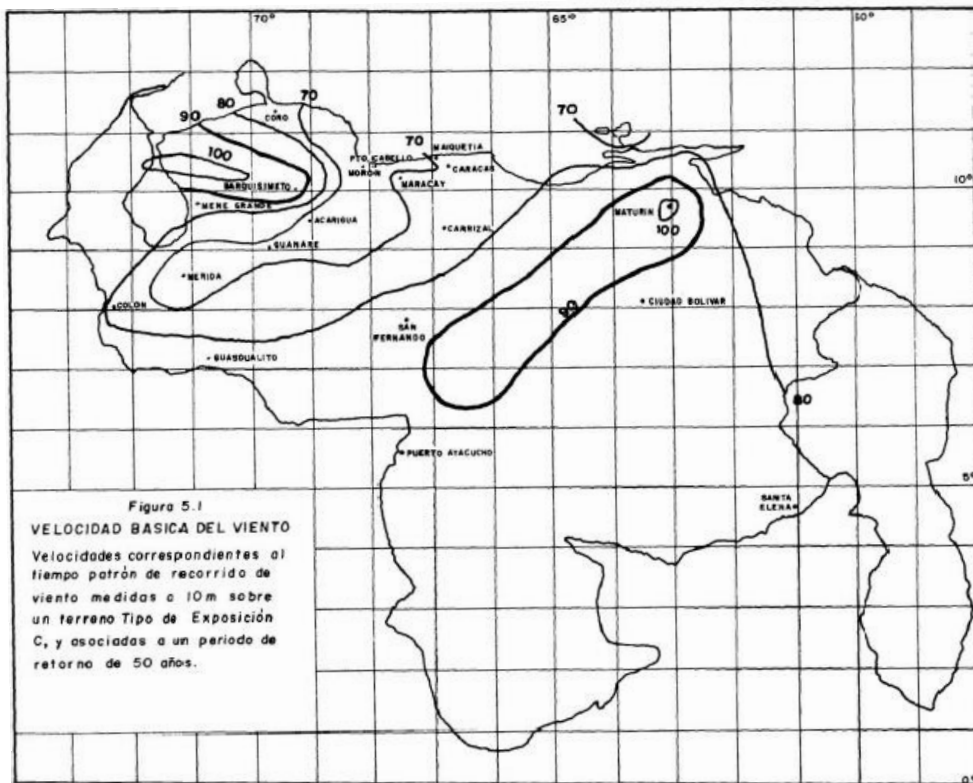 70°
65°
60°
90
80
70
CORO
70
100
PTO CABELLO
MORON
70
MAIQUETIA
CARACAS
MARACAY
10°
BARQUISIMETO
MENE GRANDE
ACARIGUA
CARRIZAL
MATURIN
100
GUANARE
MERIDA
COLON
SAN
FERNANDO
90
CIUDAD BOLIVAR
GUASDUALITO
80
PUERTO AYACUCHO
5°
SANTA
ELENA
Figura 5.1
VELOCIDAD BASICA DEL VIENTO
Velocidades correspondientes al
tiempo patrón de recorrido de
viento medidas a 10m sobre
un terreno Tipo de Exposición
C, y asociadas a un periodo de
retorno de 50 años.
0°